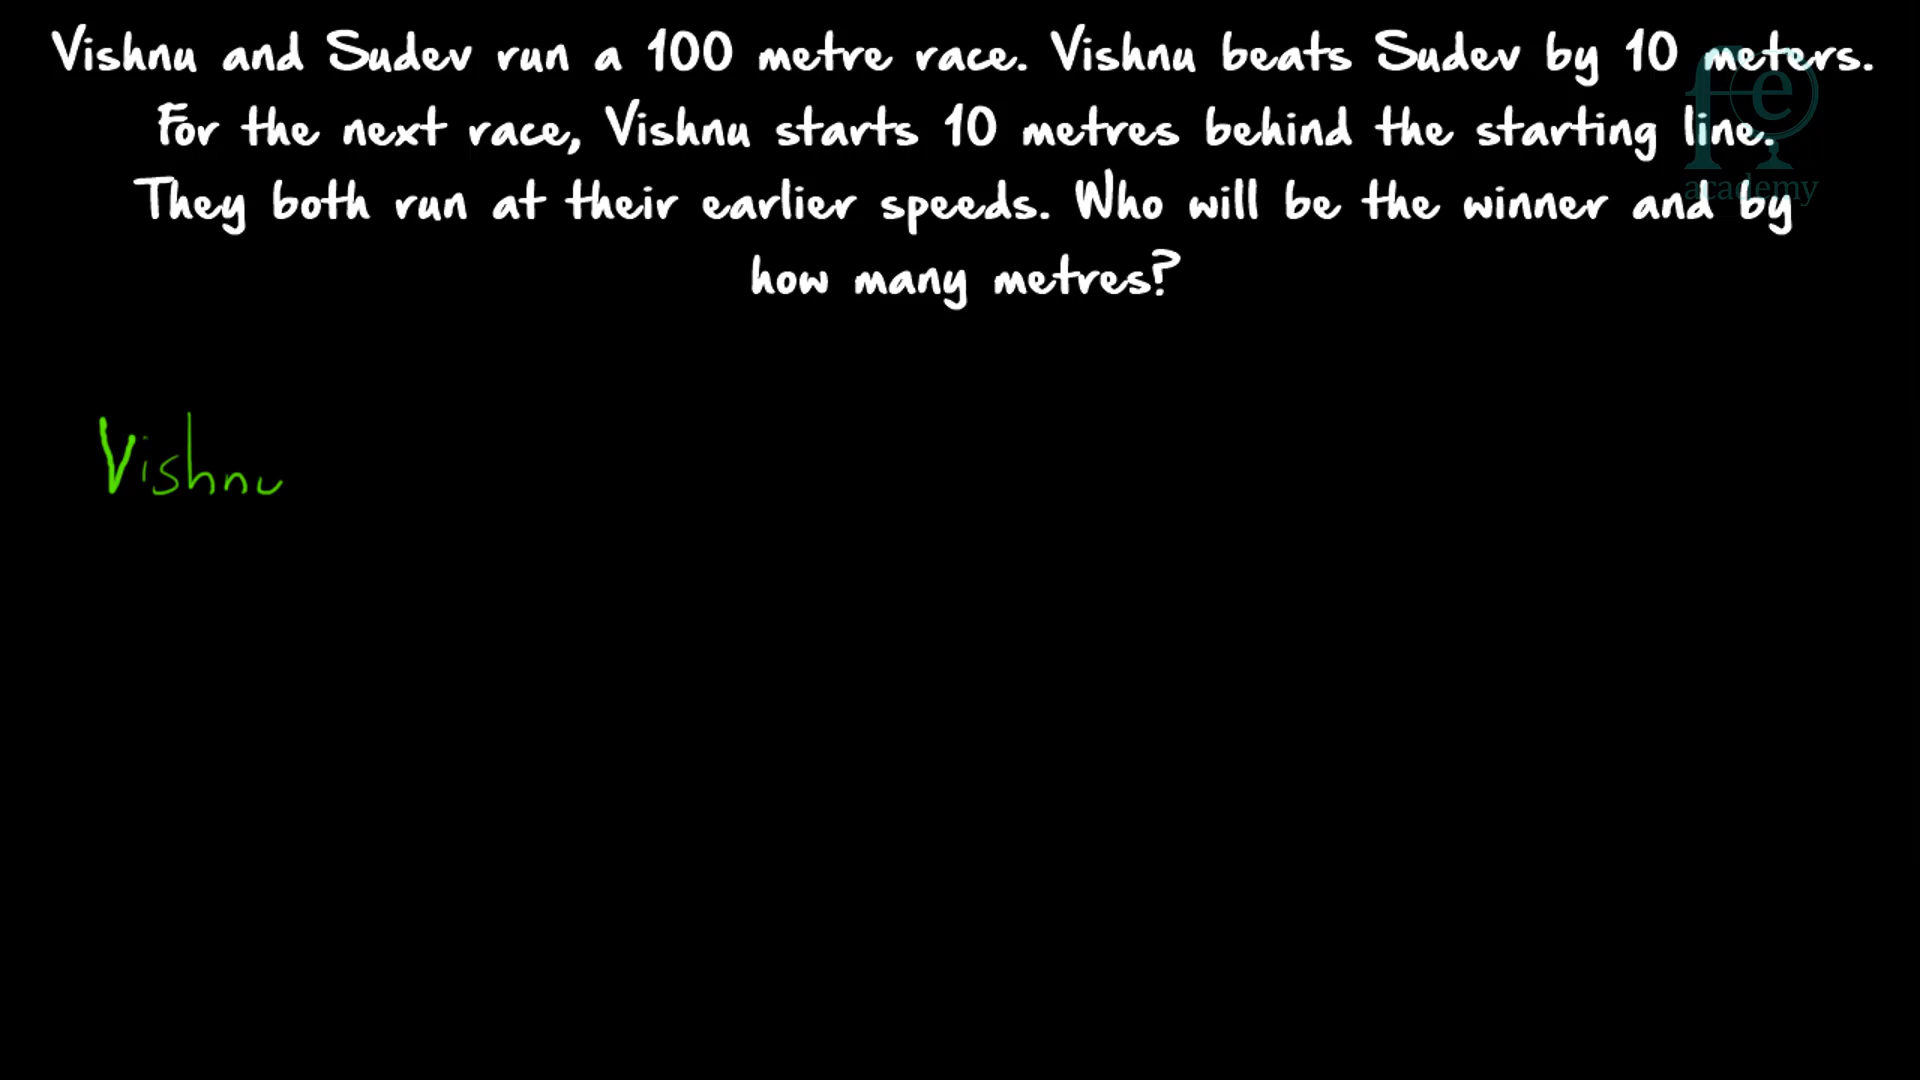 Vishnu and Sudev run a 100 metre race. Vishnu beats Sudev by 10 meters.
For the next race, Vishnu starts 10 metres behind the starting line.
They both run at their earlier speeds. Who will be the winner and by
how many metres?
fe
academy
Vishnu